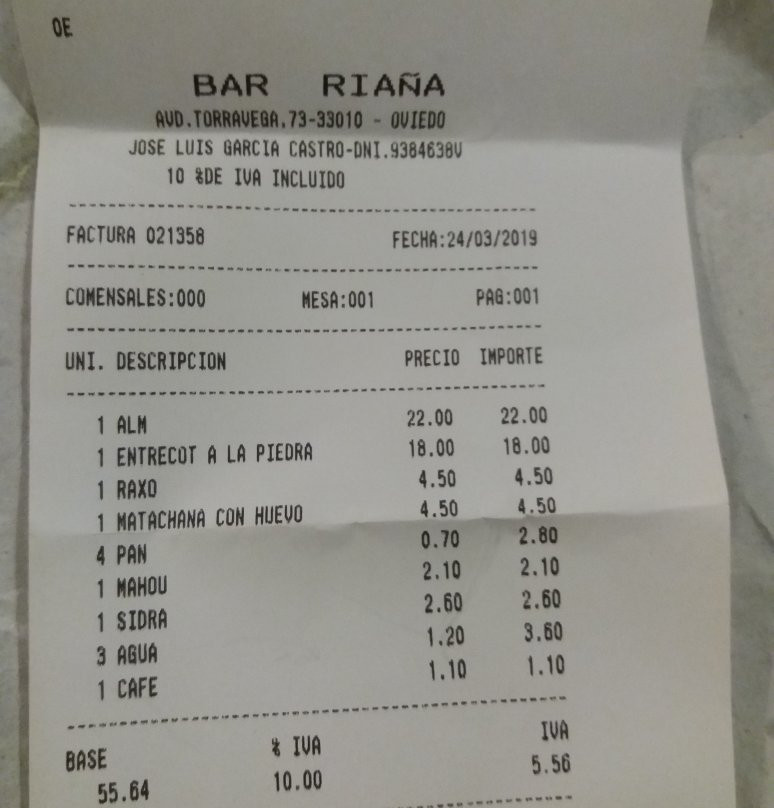 OE
BAR RIAÑA
AVD.TORRAVEGA,73-33010 - OVIEDO
JOSE LUIS GARCIA CASTRO-DNI.9384638V
10 %DE IVA INCLUIDO
--------------------------------------------------
FACTURA 021358 FECHA:24/03/2019
--------------------------------------------------
COMENSALES:000 MESA:001 PAG:001
--------------------------------------------------
UNI. DESCRIPCION PRECIO IMPORTE
--------------------------------------------------
1 ALM 22.00 22.00
1 ENTRECOT A LA PIEDRA 18.00 18.00
1 RAXO 4.50 4.50
1 MATACHANA CON HUEVO 4.50 4.50
4 PAN 0.70 2.80
1 MAHOU 2.10 2.10
1 SIDRA 2.60 2.60
3 AGUA 1.20 3.60
1 CAFE 1.10 1.10
--------------------------------------------------
BASE % IVA IVA
55.64 10.00 5.56
--------------------------------------------------